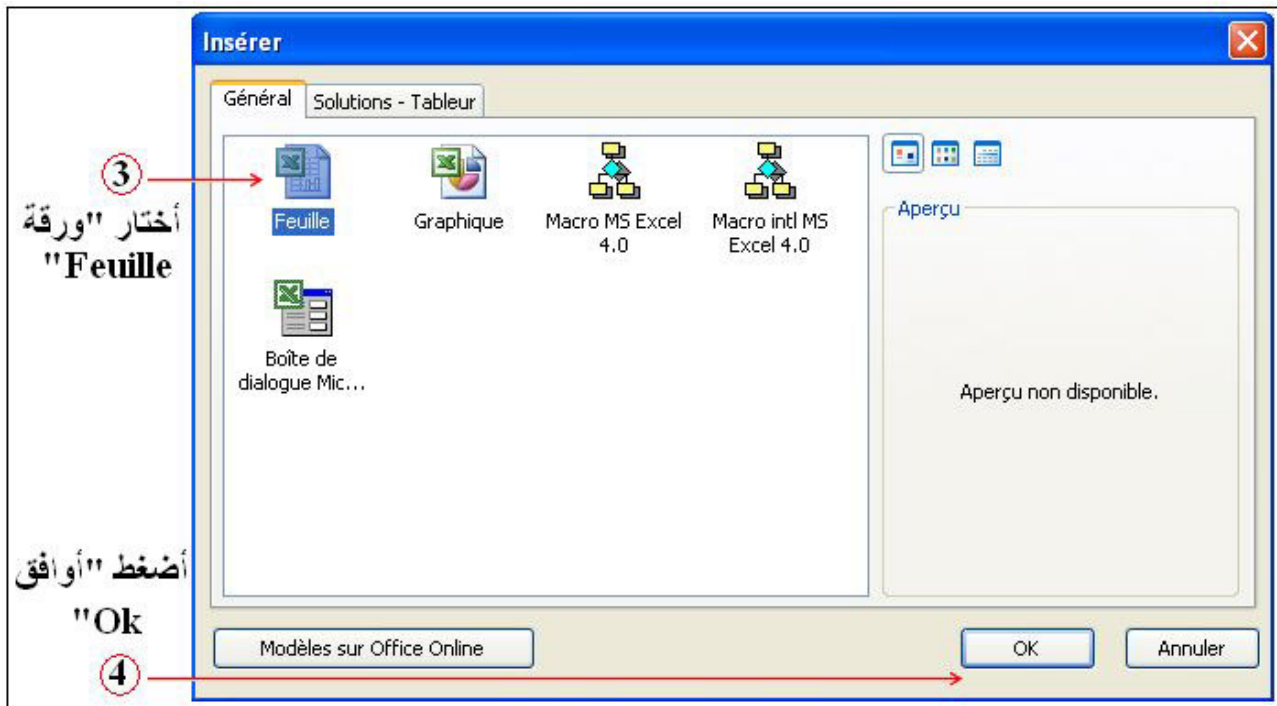 Insérer
Général
Solutions - Tableur
3
أختار "ورقة
Feuille"
Feuille
Graphique
Macro MS Excel
4.0
Macro intl MS
Excel 4.0
Boîte de
dialogue Mic...
Aperçu
Aperçu non disponible.
أضغط "أوافق
Ok"
4
Modèles sur Office Online
OK
Annuler